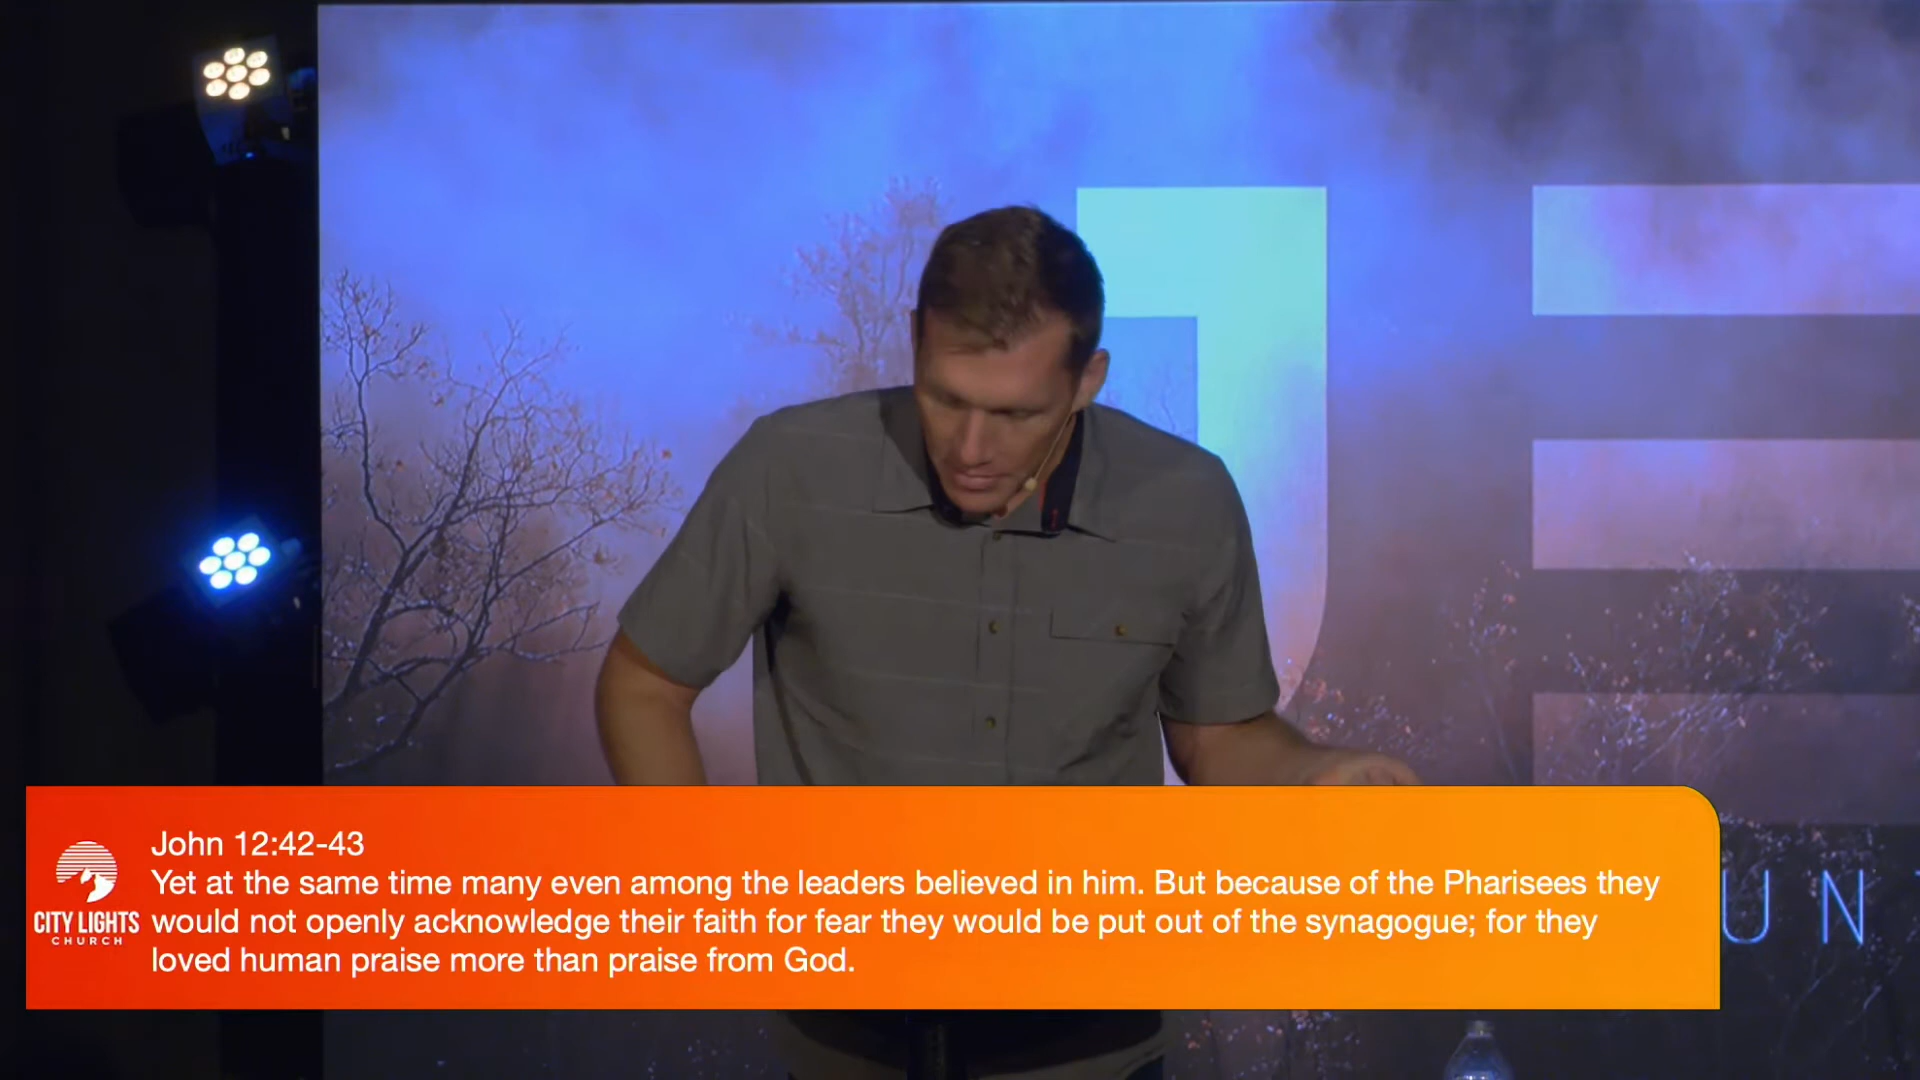 JE
John 12:42-43
Yet at the same time many even among the leaders believed in him. But because of the Pharisees they
would not openly acknowledge their faith for fear they would be put out of the synagogue; for they
loved human praise more than praise from God.
CITY LIGHTS
CHURCH
UN